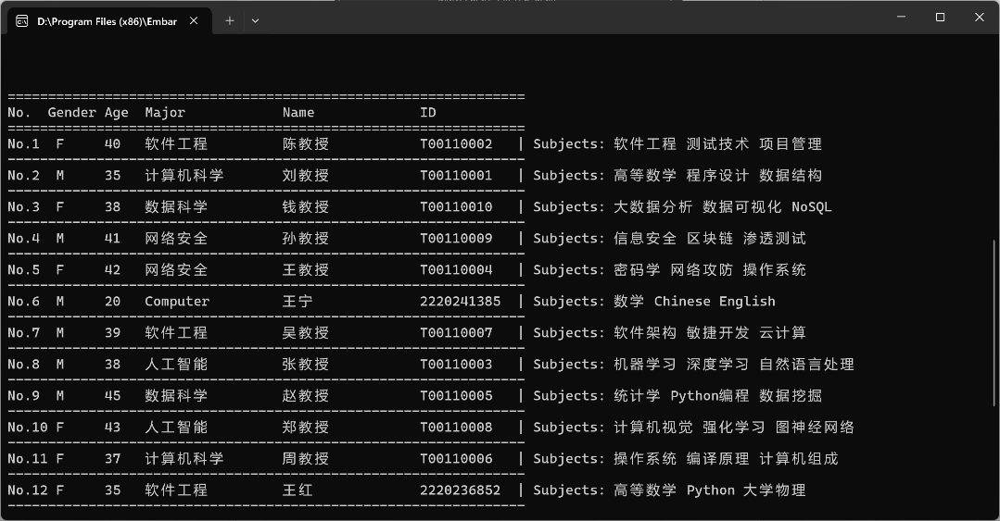 D:\Program Files (x86)\Embar
No. Gender Age Major Name ID
No.1 F 40 软件工程 陈教授 T00110002 | Subjects: 软件工程 测试技术 项目管理
No.2 M 35 计算机科学 刘教授 T00110001 | Subjects: 高等数学 程序设计 数据结构
No.3 F 38 数据科学 钱教授 T00110010 | Subjects: 大数据分析 数据可视化 NoSQL
No.4 M 41 网络安全 孙教授 T00110009 | Subjects: 信息安全 区块链 渗透测试
No.5 F 42 网络安全 王教授 T00110004 | Subjects: 密码学 网络攻防 操作系统
No.6 M 20 Computer 王宁 2220241385 | Subjects: 数学 Chinese English
No.7 M 39 软件工程 吴教授 T00110007 | Subjects: 软件架构 敏捷开发 云计算
No.8 M 38 人工智能 张教授 T00110003 | Subjects: 机器学习 深度学习 自然语言处理
No.9 M 45 数据科学 赵教授 T00110005 | Subjects: 统计学 Python编程 数据挖掘
No.10 F 43 人工智能 郑教授 T00110008 | Subjects: 计算机视觉 强化学习 图神经网络
No.11 F 37 计算机科学 周教授 T00110006 | Subjects: 操作系统 编译原理 计算机组成
No.12 F 35 软件工程 王红 2220236852 | Subjects: 高等数学 Python 大学物理